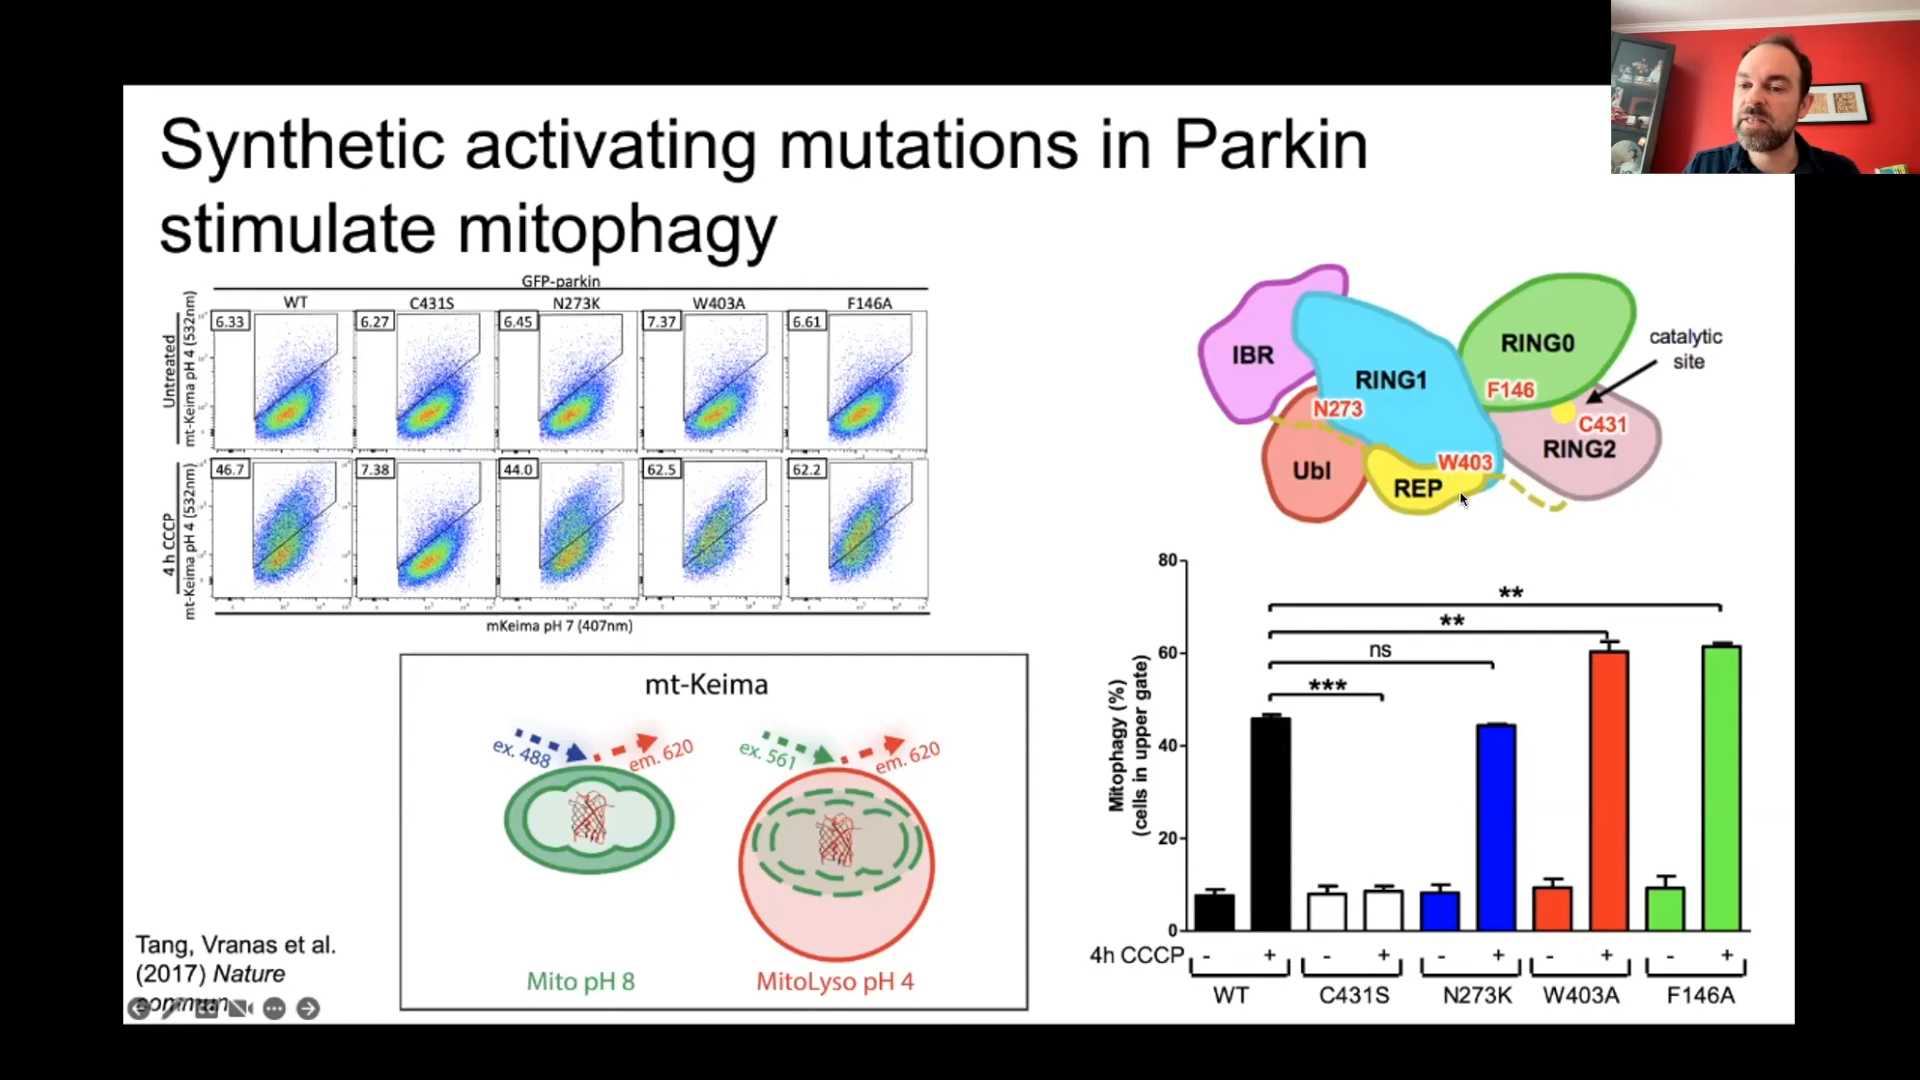 Synthetic activating mutations in Parkin
stimulate mitophagy
GFP-parkin
WT C431S N273K W403A F146A
Untreated
mt-Keima pH 4 (532nm)
6.33 6.27 6.45 7.37 6.61
4 h CCCP
mt-Keima pH 4 (532nm)
46.7 7.38 44.0 62.5 62.2
mKeima pH 7 (407nm)
IBR
RING1
RING0
catalytic
site
F146
N273
C431
RING2
W403
Ubl
REP
mt-Keima
ex. 488
em. 620
ex. 561
em. 620
Mito pH 8
MitoLyso pH 4
Mitophagy (%)
(cells in upper gate)
80
60
40
20
0
**
**
ns
***
4h CCCP - + - + - + - + - +
WT C431S N273K W403A F146A
Tang, Vranas et al.
(2017) Nature
commun